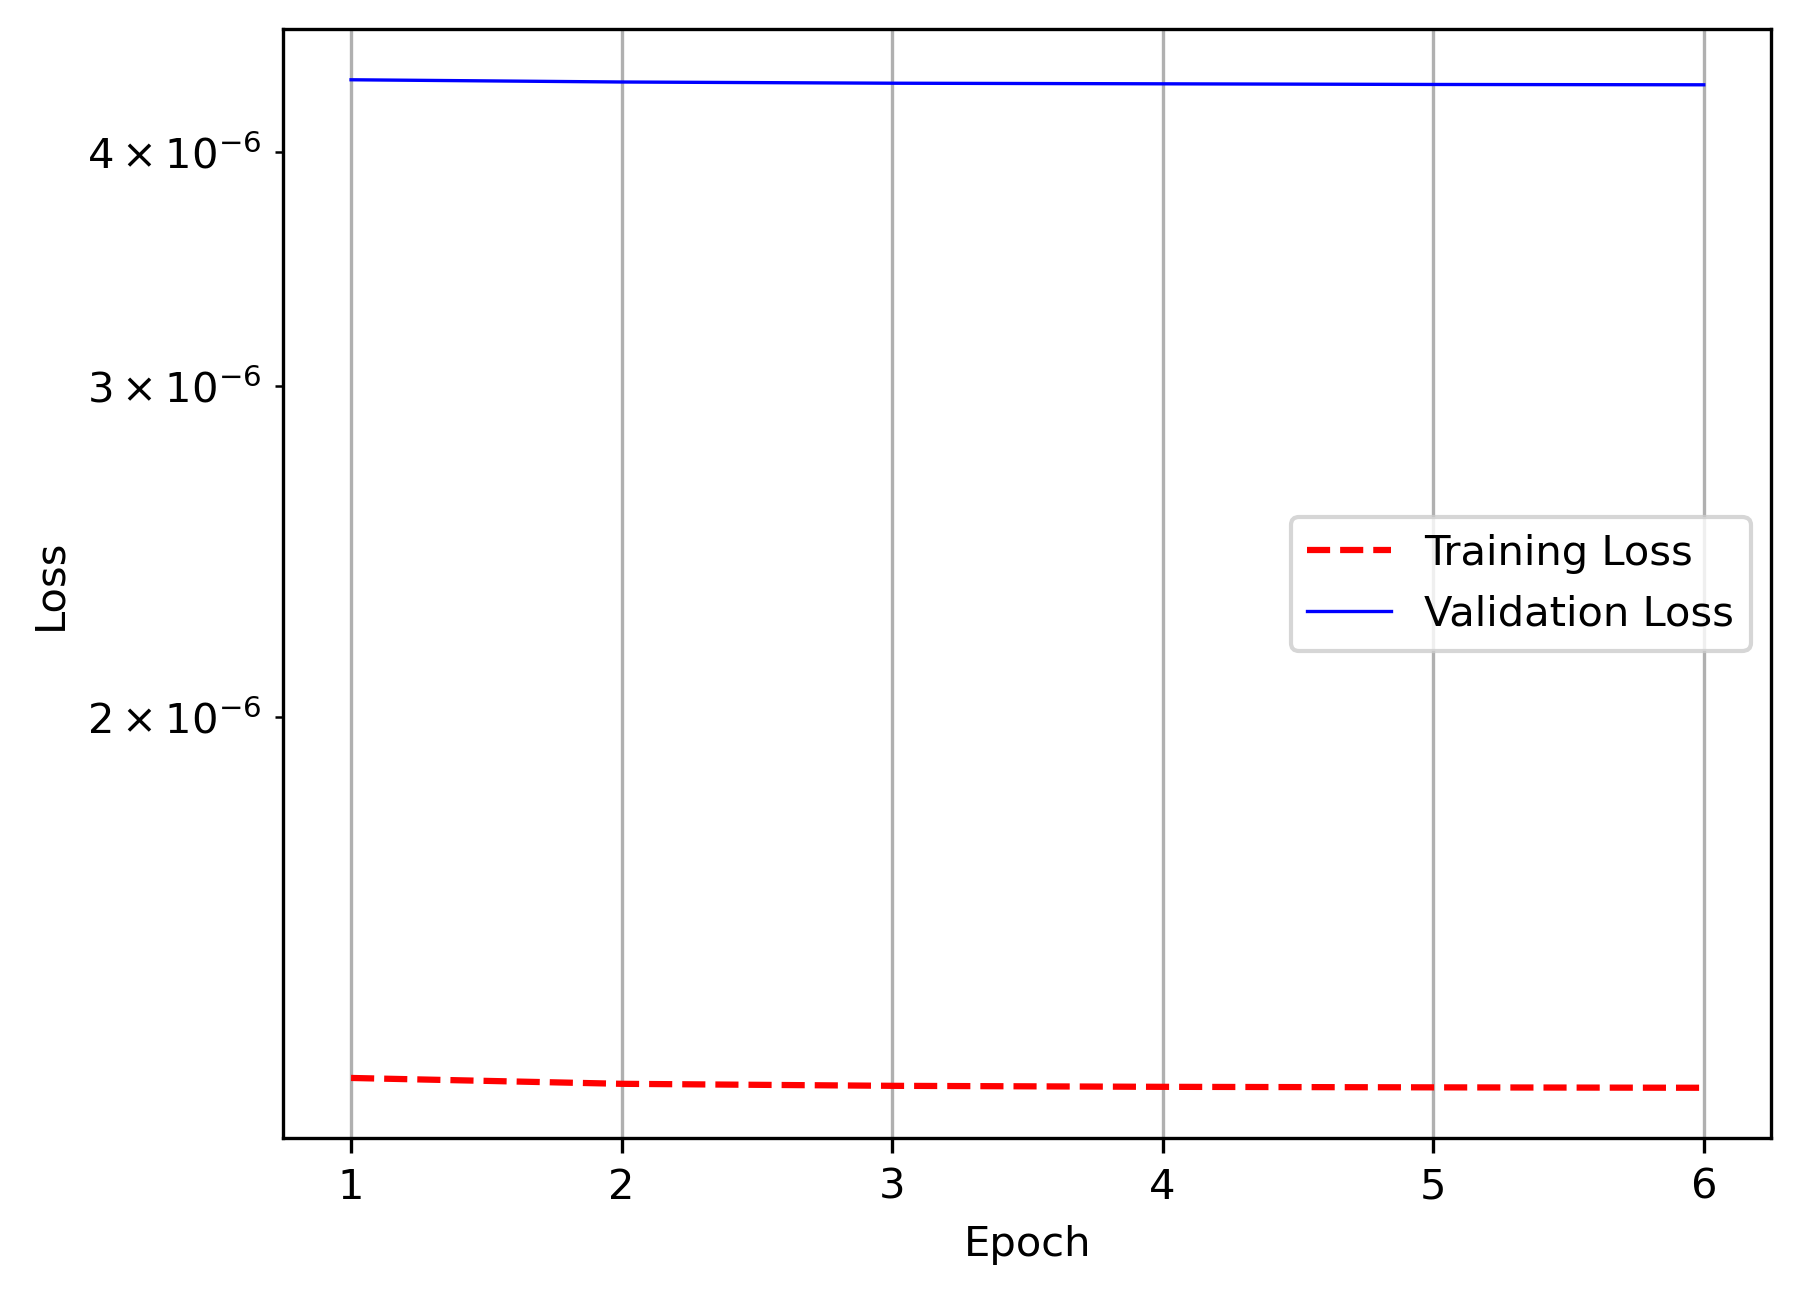 4 × 10⁻⁶
3 × 10⁻⁶
2 × 10⁻⁶
Loss
Training Loss
Validation Loss
1 2 3 4 5 6
Epoch